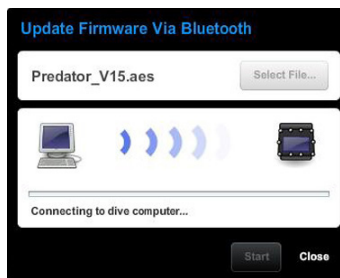 Update Firmware Via Bluetooth
Predator_V15.aes
Select File...
Connecting to dive computer...
Start
Close